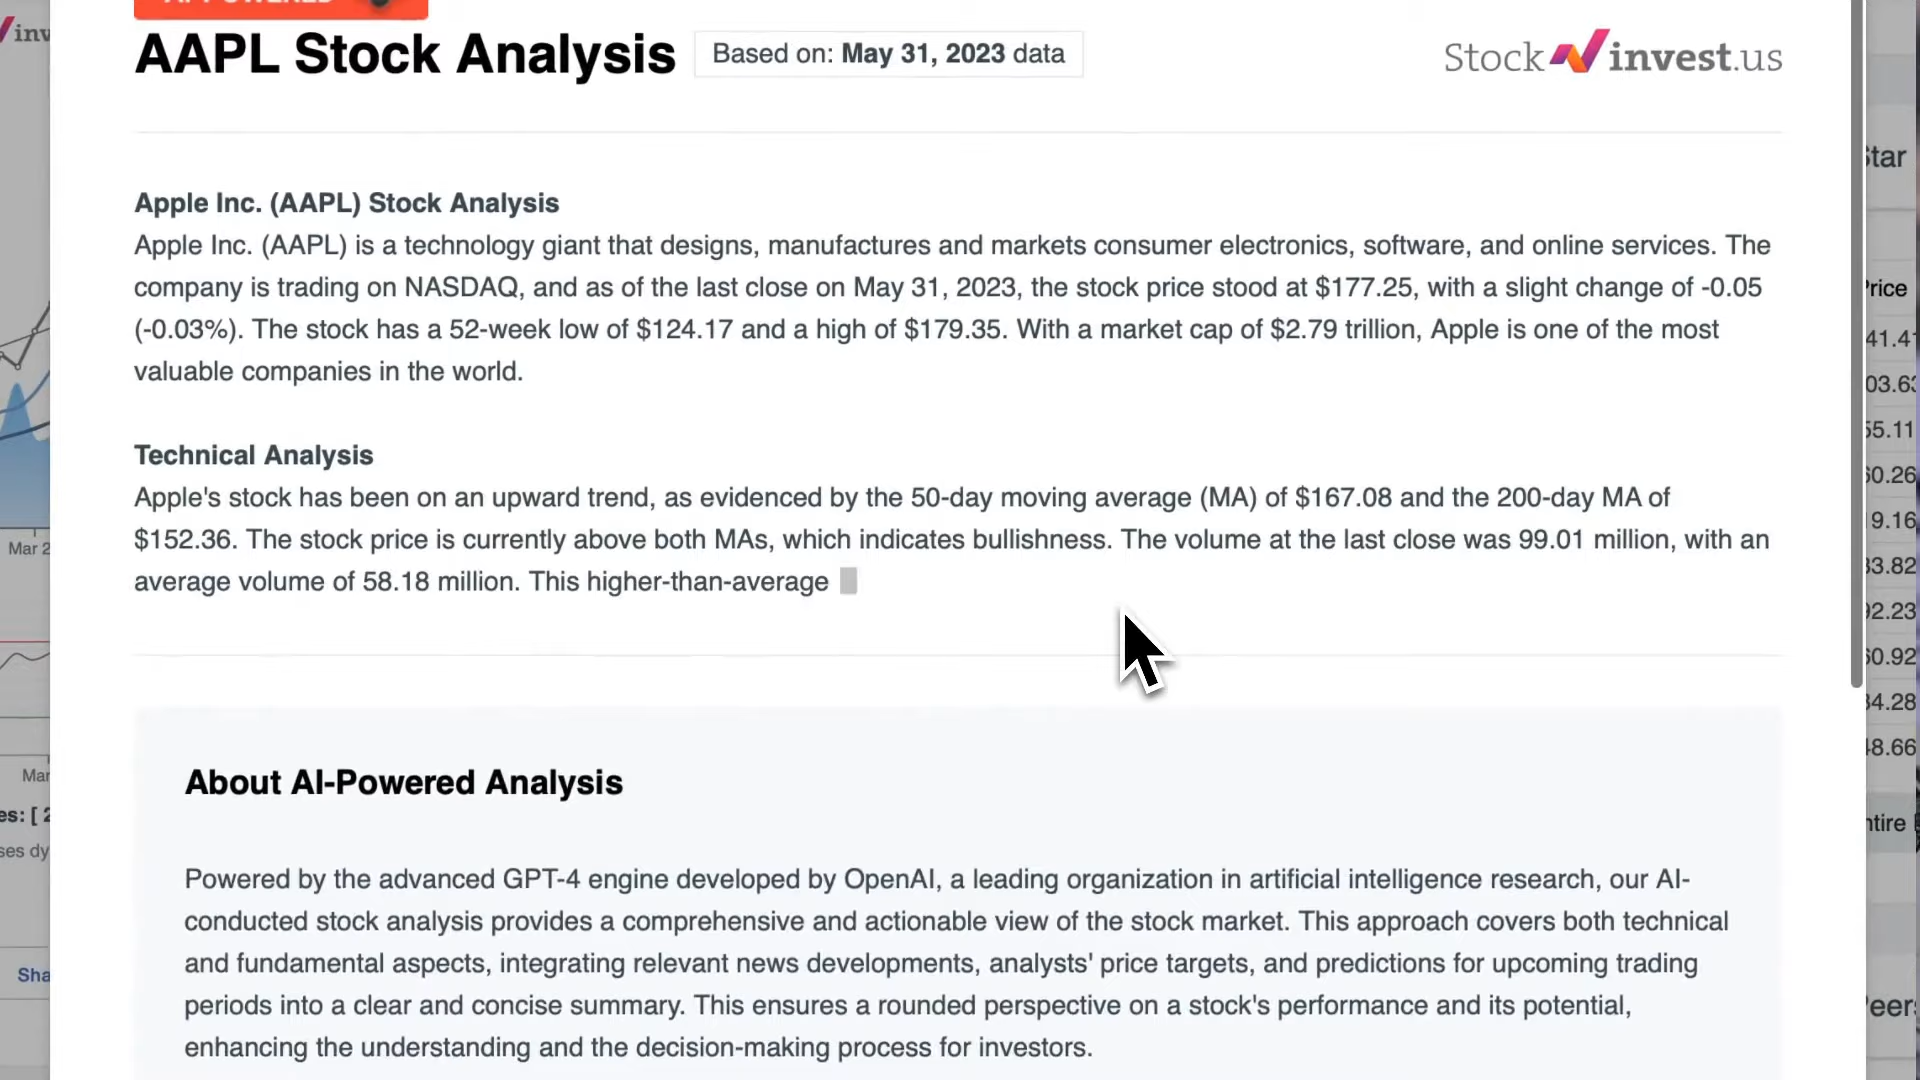 AAPL Stock Analysis
Based on: May 31, 2023 data
Stock invest.us
Apple Inc. (AAPL) Stock Analysis
Apple Inc. (AAPL) is a technology giant that designs, manufactures and markets consumer electronics, software, and online services. The
company is trading on NASDAQ, and as of the last close on May 31, 2023, the stock price stood at $177.25, with a slight change of -0.05
(-0.03%). The stock has a 52-week low of $124.17 and a high of $179.35. With a market cap of $2.79 trillion, Apple is one of the most
valuable companies in the world.
Technical Analysis
Apple's stock has been on an upward trend, as evidenced by the 50-day moving average (MA) of $167.08 and the 200-day MA of
$152.36. The stock price is currently above both MAs, which indicates bullishness. The volume at the last close was 99.01 million, with an
average volume of 58.18 million. This higher-than-average
About AI-Powered Analysis
Powered by the advanced GPT-4 engine developed by OpenAI, a leading organization in artificial intelligence research, our AI-
conducted stock analysis provides a comprehensive and actionable view of the stock market. This approach covers both technical
and fundamental aspects, integrating relevant news developments, analysts' price targets, and predictions for upcoming trading
periods into a clear and concise summary. This ensures a rounded perspective on a stock's performance and its potential,
enhancing the understanding and the decision-making process for investors.